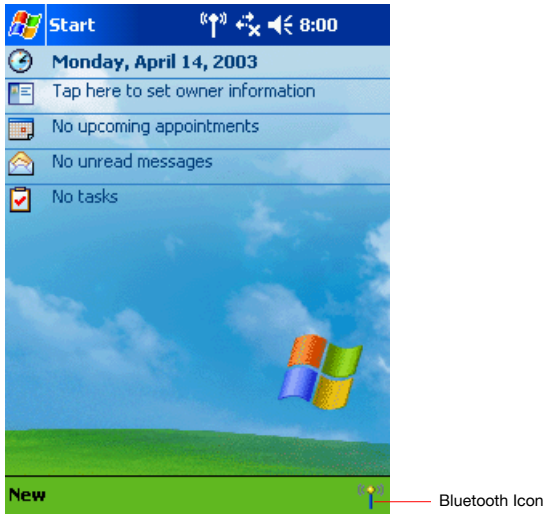 Start 8:00
Monday, April 14, 2003
Tap here to set owner information
No upcoming appointments
No unread messages
No tasks
New
Bluetooth Icon